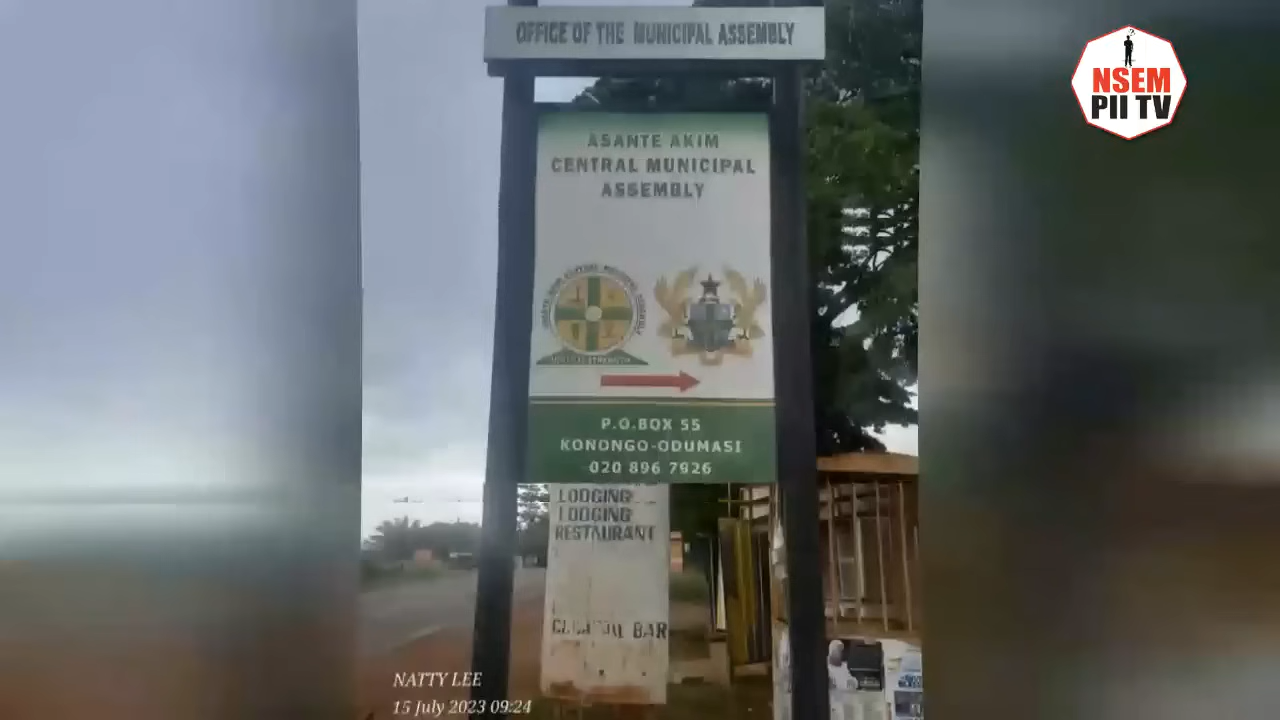 OFFICE OF THE MUNICIPAL ASSEMBLY
NSEM
PII TV
ASANTE AKIM
CENTRAL MUNICIPAL
ASSEMBLY
P.O.BOX 55
KONONGO-ODUMASI
020 896 7926
LODGING
LODGING
RESTAURANT
BAR
NATTY LEE
15 July 2023 09:24